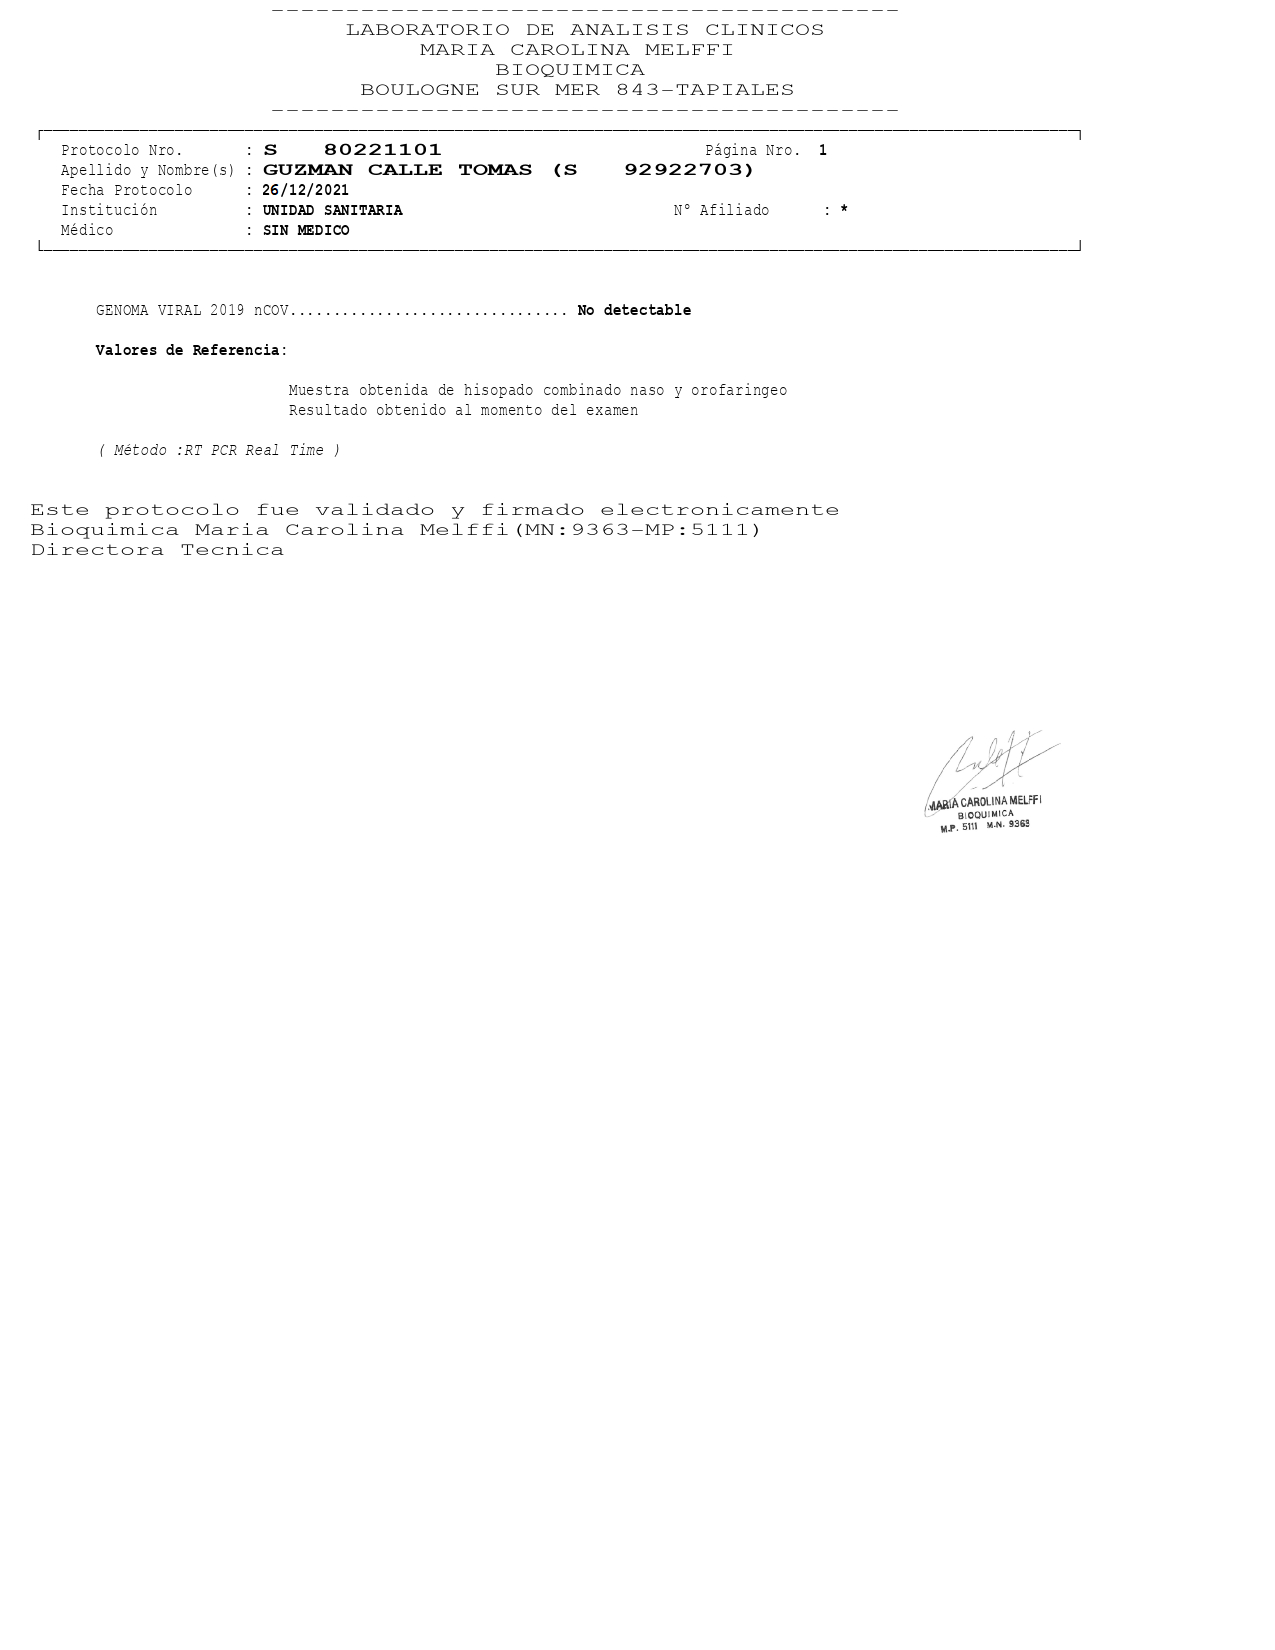 ------------------------------------------
LABORATORIO DE ANALISIS CLINICOS
MARIA CAROLINA MELFFI
BIOQUIMICA
BOULOGNE SUR MER 843-TAPIALES
------------------------------------------
Protocolo Nro. : S 80221101 Página Nro. 1
Apellido y Nombre(s) : GUZMAN CALLE TOMAS (S 92922703)
Fecha Protocolo : 26/12/2021
Institución : UNIDAD SANITARIA N° Afiliado : *
Médico : SIN MEDICO
GENOMA VIRAL 2019 nCOV................................ No detectable
Valores de Referencia:
Muestra obtenida de hisopado combinado naso y orofaringeo
Resultado obtenido al momento del examen
( Método :RT PCR Real Time )
Este protocolo fue validado y firmado electronicamente
Bioquimica Maria Carolina Melffi(MN:9363-MP:5111)
Directora Tecnica
MARIA CAROLINA MELFFI
BIOQUIMICA
M.P. 5111 M.N. 9363